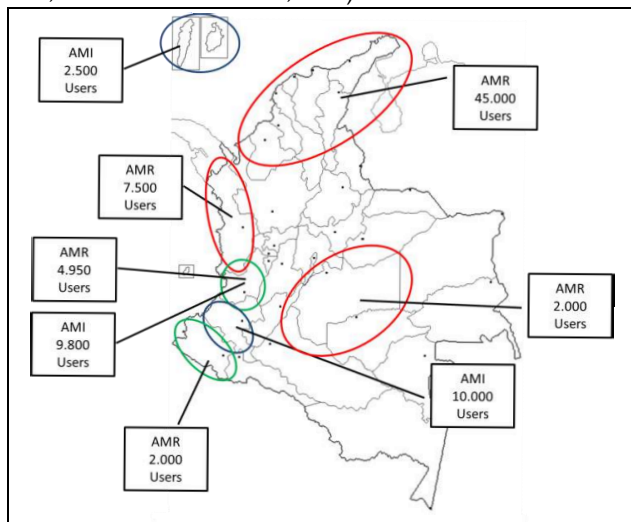 AMI
2.500
Users
AMR
45.000
Users
AMR
7.500
Users
AMR
4.950
Users
AMI
9.800
Users
AMR
2.000
Users
AMI
10.000
Users
AMR
2.000
Users